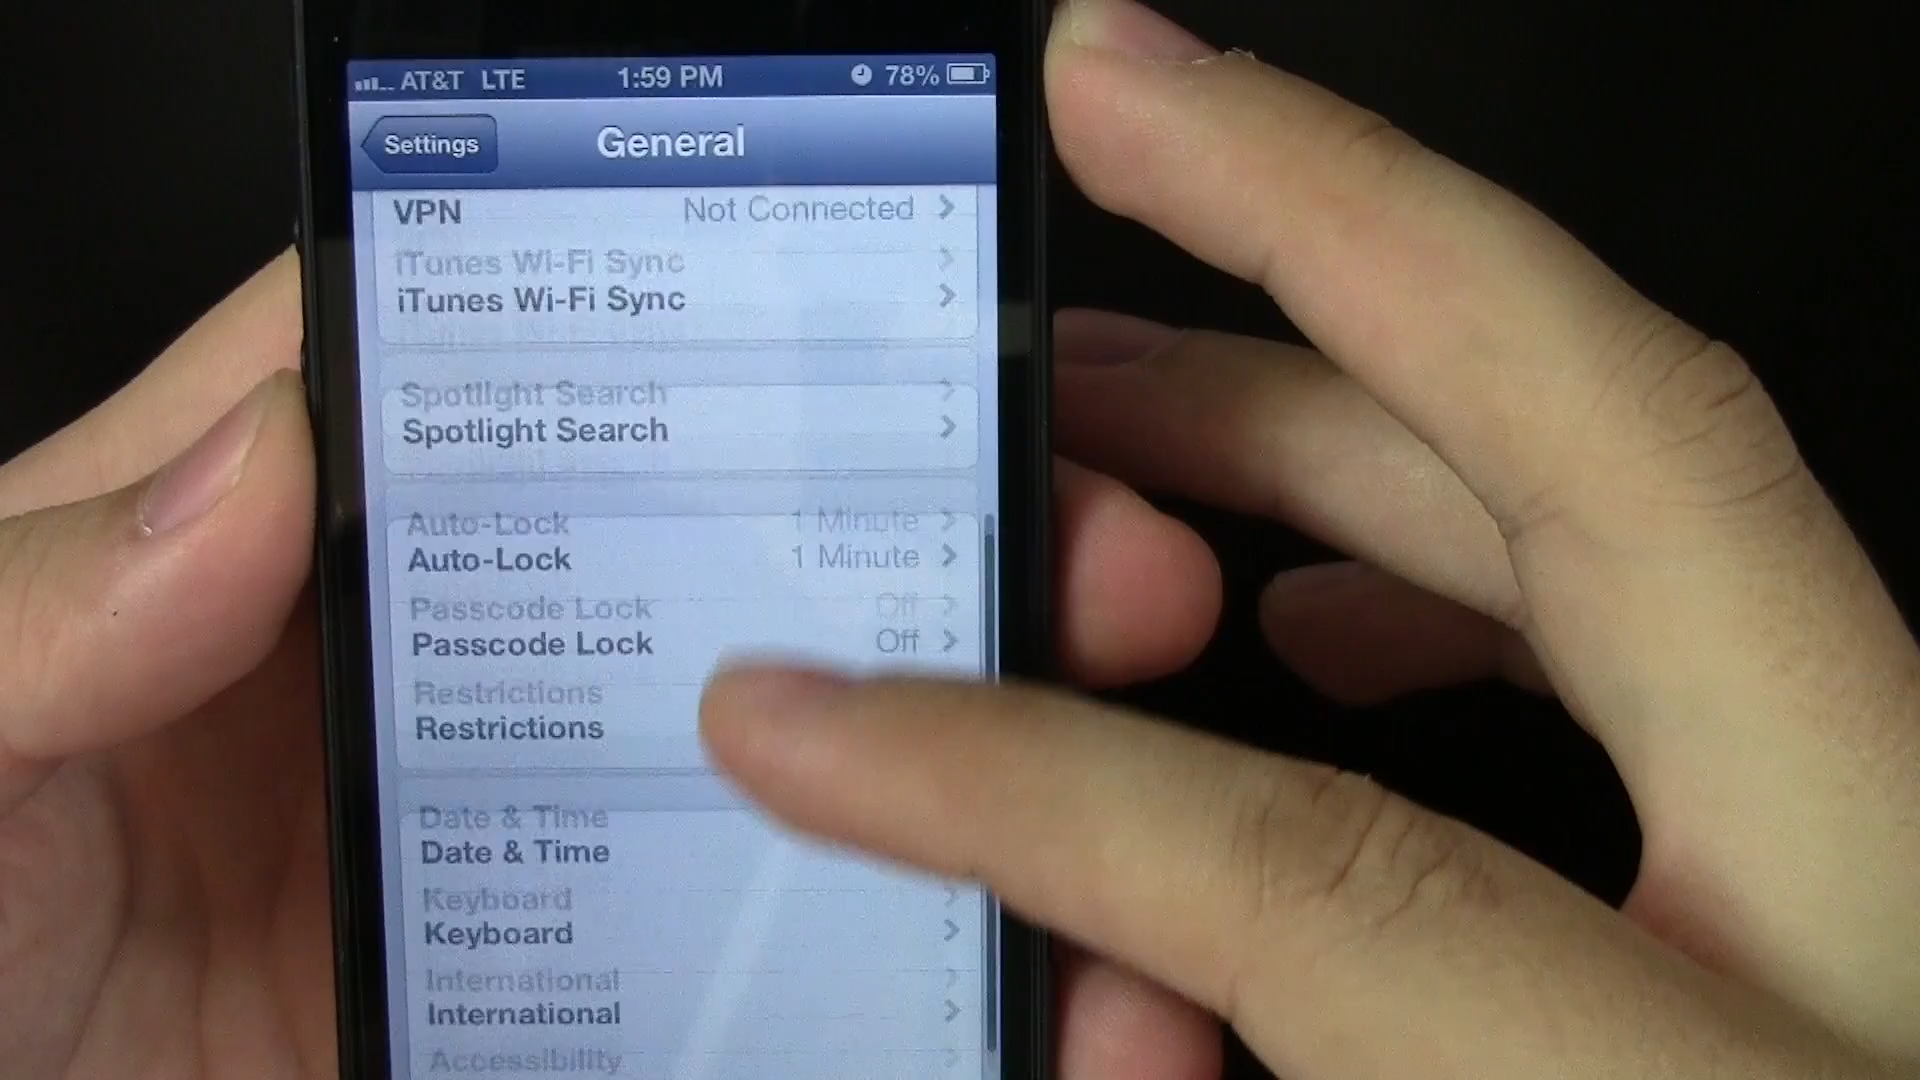 AT&T LTE 1:59 PM 78%
Settings General
VPN Not Connected
iTunes Wi-Fi Sync
iTunes Wi-Fi Sync
Spotlight Search
Spotlight Search
Auto-Lock 1 Minute
Auto-Lock 1 Minute
Passcode Lock Off
Passcode Lock Off
Restrictions
Restrictions
Date & Time
Date & Time
Keyboard
Keyboard
International
International
Accessibility